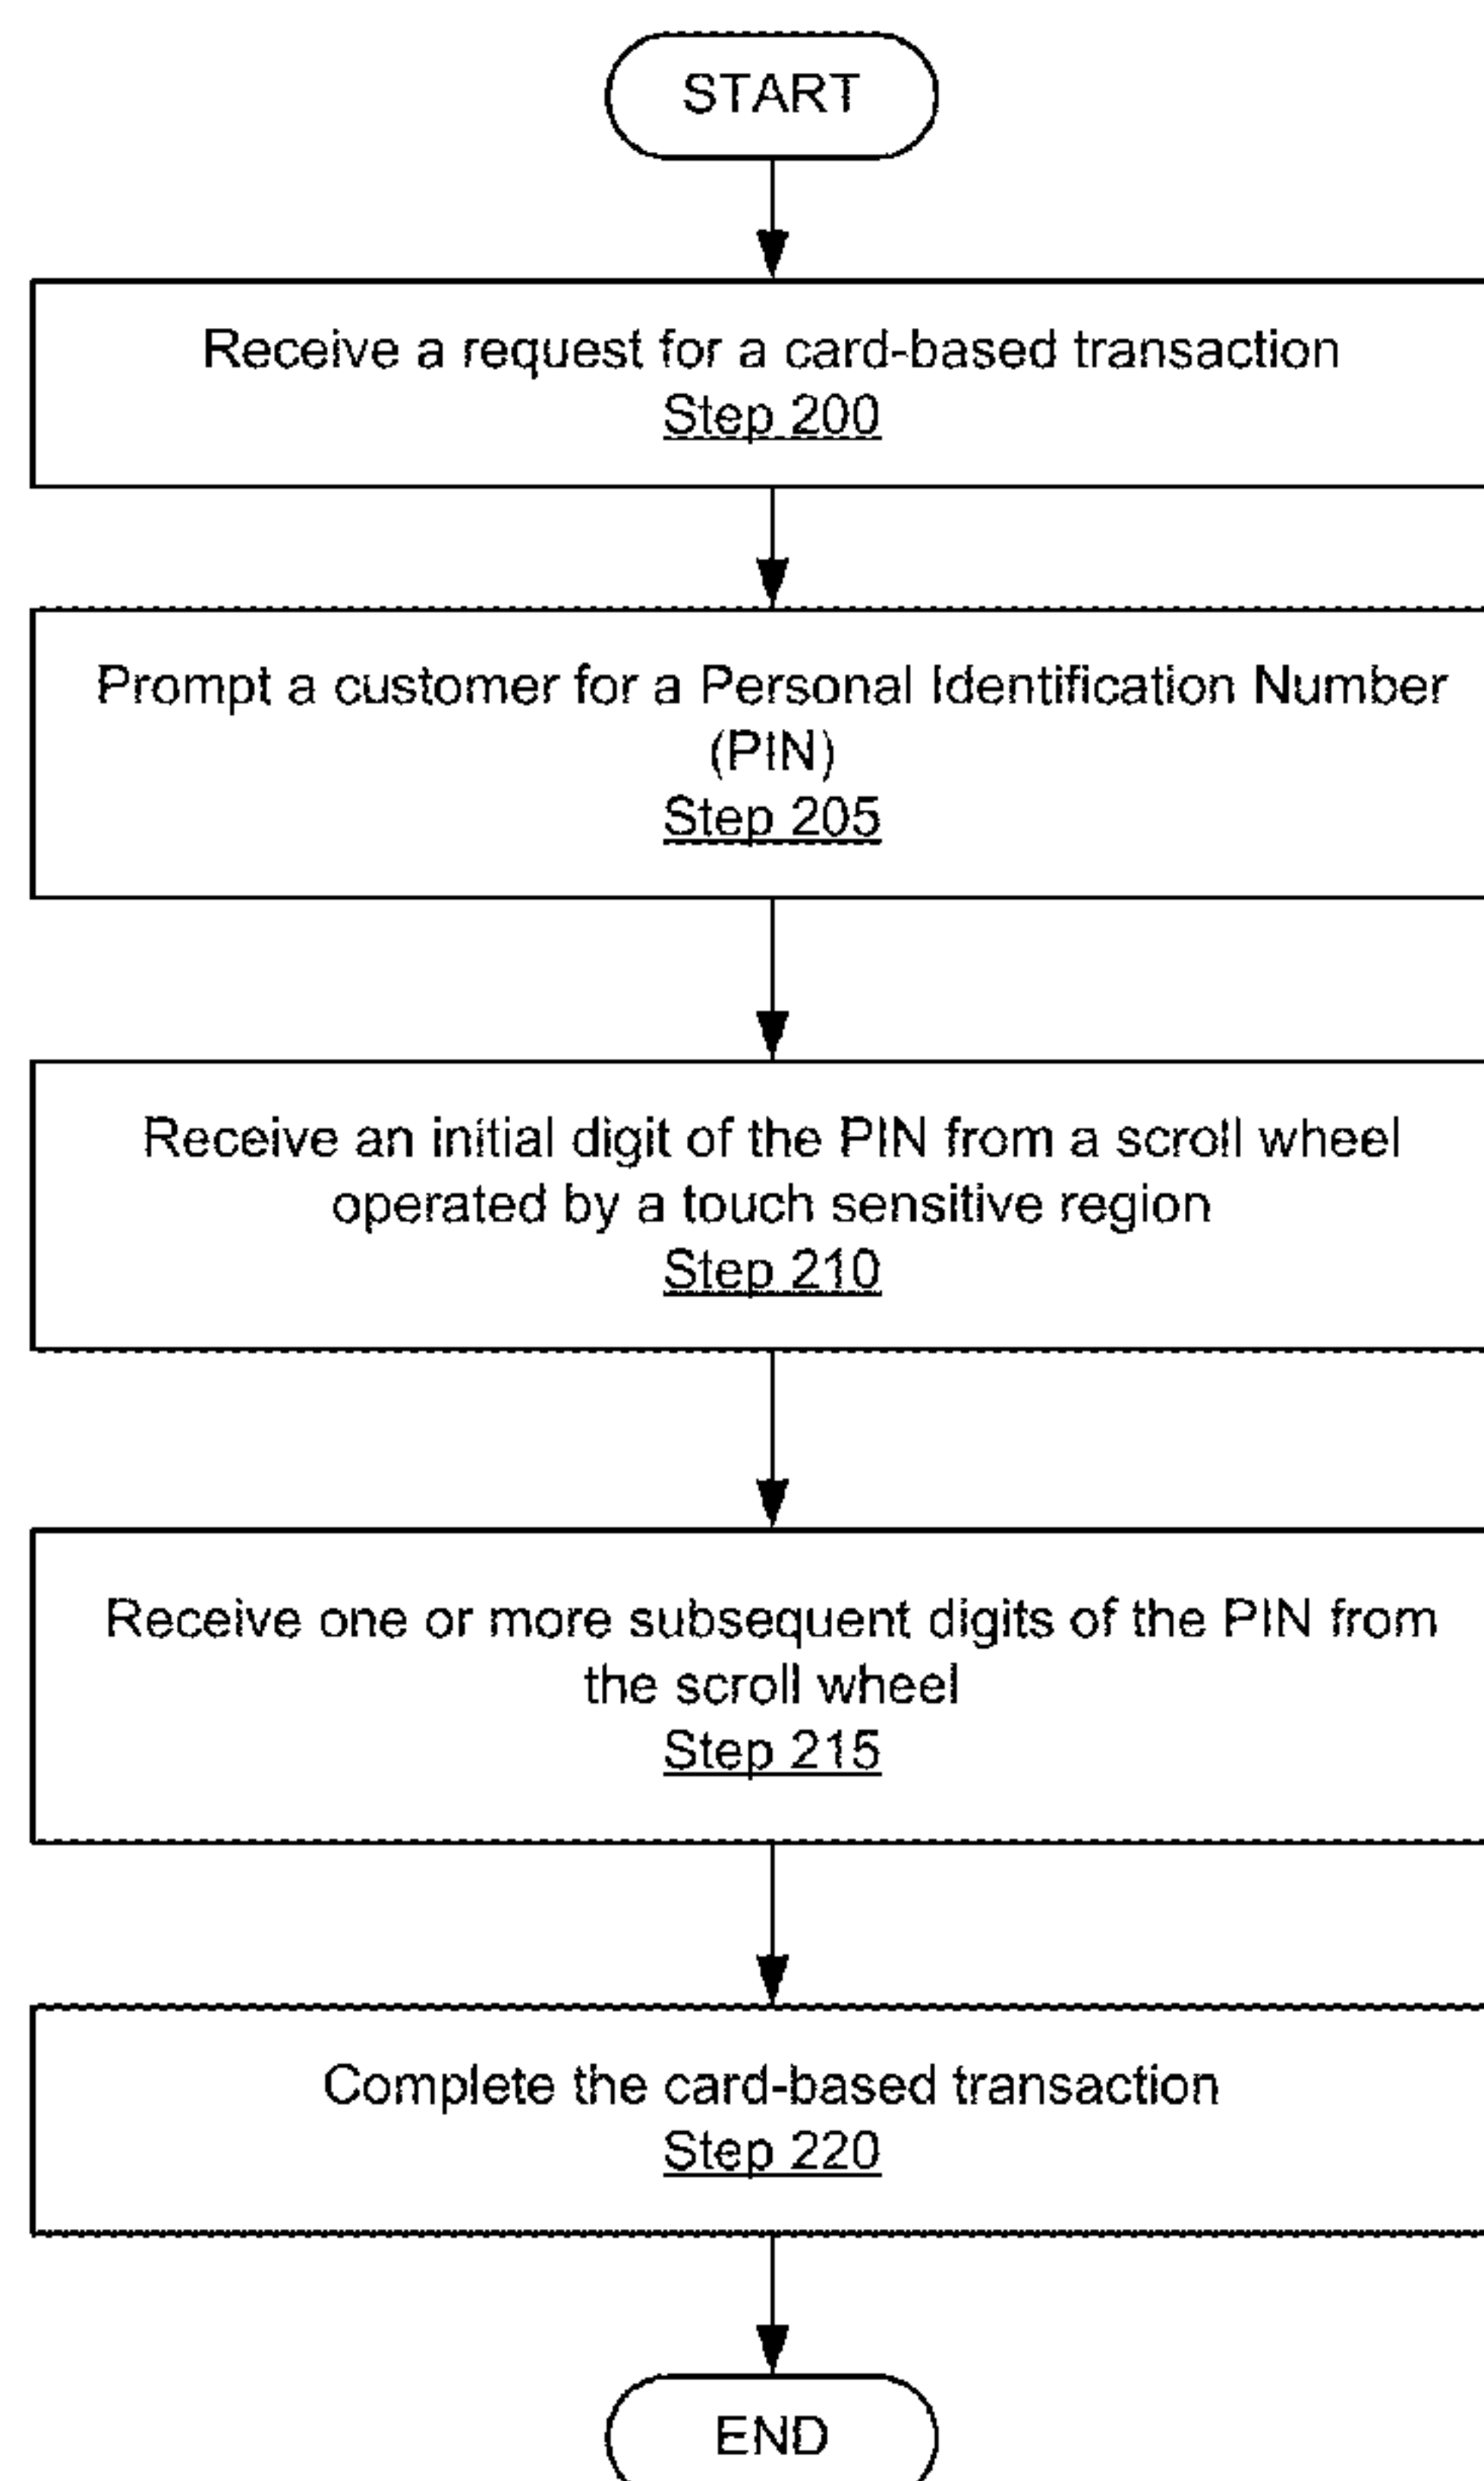 START
Receive a request for a card-based transaction
Step 200
Prompt a customer for a Personal Identification Number
(PIN)
Step 205
Receive an initial digit of the PIN from a scroll wheel
operated by a touch sensitive region
Step 210
Receive one or more subsequent digits of the PIN from
the scroll wheel
Step 215
Complete the card-based transaction
Step 220
END